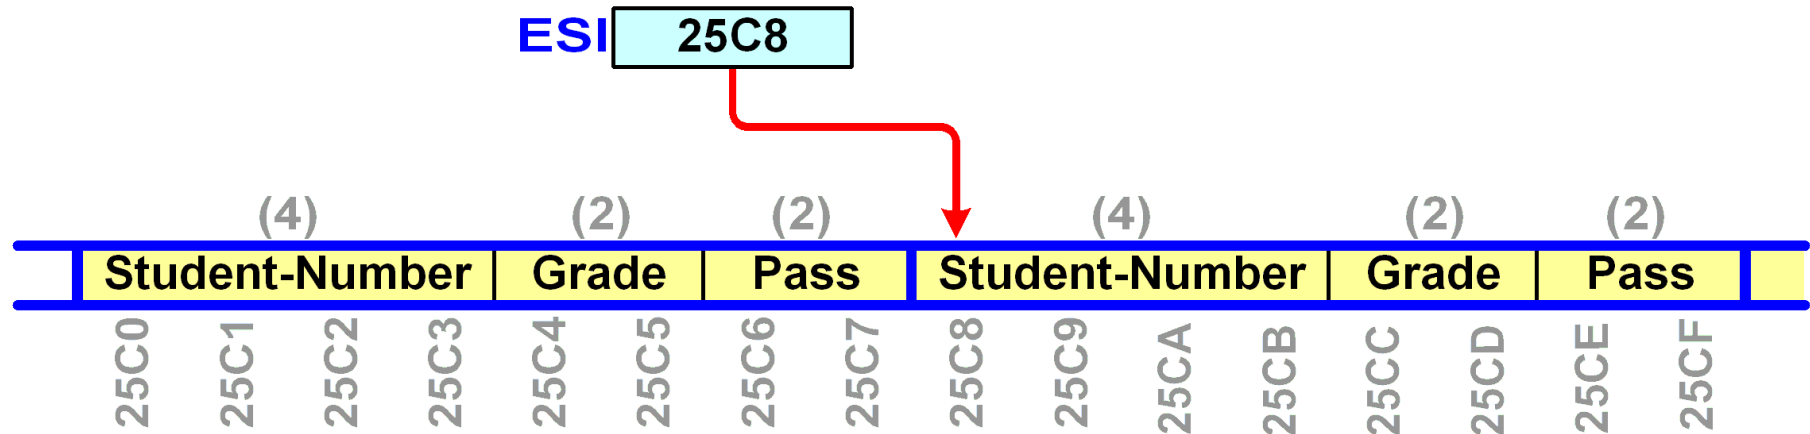 ESI 25C8
(4) (2) (2) (4) (2) (2)
Student-Number Grade Pass Student-Number Grade Pass
25C0 25C1 25C2 25C3 25C4 25C5 25C6 25C7 25C8 25C9 25CA 25CB 25CC 25CD 25CE 25CF